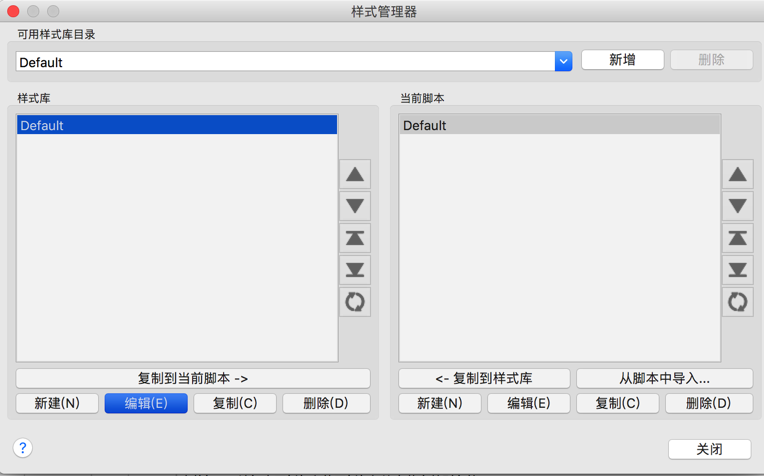 样式管理器
可用样式库目录
Default
新增
删除
样式库
当前脚本
Default
Default
复制到当前脚本 ->
<- 复制到样式库
从脚本中导入...
新建(N)
编辑(E)
复制(C)
删除(D)
新建(N)
编辑(E)
复制(C)
删除(D)
?
关闭